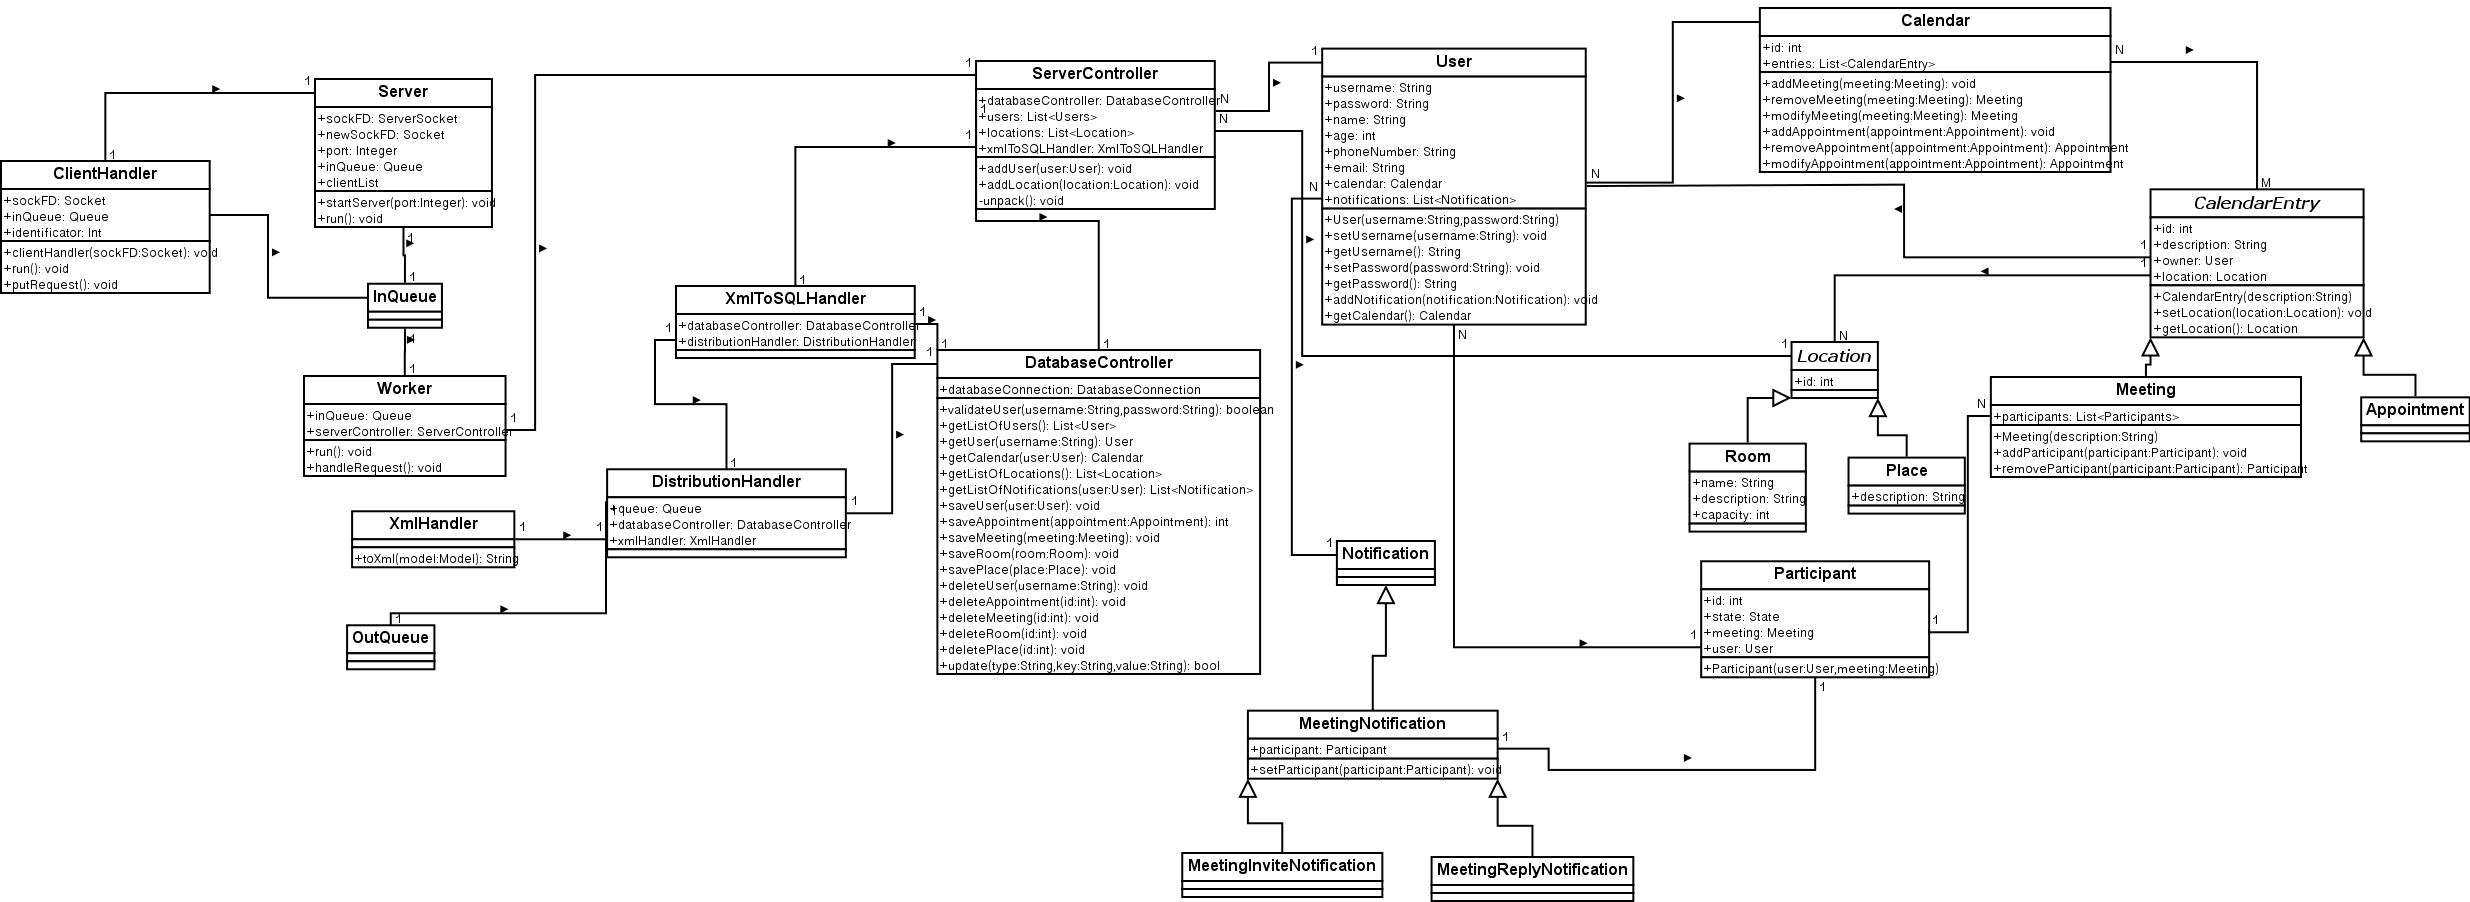 ClientHandler
+sockFD: Socket
+inQueue: Queue
+identificator: Int
+clientHandler(sockFD:Socket): void
+run(): void
+putRequest(): void
1
1
Server
+sockFD: ServerSocket
+newSockFD: Socket
+port: Integer
+inQueue: Queue
+clientList
+startServer(port:Integer): void
+run(): void
1
1
InQueue
1
1
Worker
+inQueue: Queue
+serverController: ServerController
+run(): void
+handleRequest(): void
1
1
ServerController
+databaseController: DatabaseController
+users: List<Users>
+locations: List<Location>
+xmlToSQLHandler: XmlToSQLHandler
+addUser(user:User): void
+addLocation(location:Location): void
-unpack(): void
1
1
N
N
1
XmlToSQLHandler
+databaseController: DatabaseController
+distributionHandler: DistributionHandler
1
1
1
1
1
1
DatabaseController
+databaseConnection: DatabaseConnection
+validateUser(username:String,password:String): boolean
+getListOfUsers(): List<User>
+getUser(username:String): User
+getCalendar(user:User): Calendar
+getListOfLocations(): List<Location>
+getListOfNotifications(user:User): List<Notification>
+saveUser(user:User): void
+saveAppointment(appointment:Appointment): int
+saveMeeting(meeting:Meeting): void
+saveRoom(room:Room): void
+savePlace(place:Place): void
+deleteUser(username:String): void
+deleteAppointment(id:int): void
+deleteMeeting(id:int): void
+deleteRoom(id:int): void
+deletePlace(id:int): void
+update(type:String,key:String,value:String): bool
DistributionHandler
+queue: Queue
+databaseController: DatabaseController
+xmlHandler: XmlHandler
1
1
1
XmlHandler
+toXml(model:Model): String
1
1
OutQueue
1
User
+username: String
+password: String
+name: String
+age: int
+phoneNumber: String
+email: String
+calendar: Calendar
+notifications: List<Notification>
+User(username:String,password:String)
+setUsername(username:String): void
+getUsername(): String
+setPassword(password:String): void
+getPassword(): String
+addNotification(notification:Notification): void
+getCalendar(): Calendar
N
N
N
Calendar
+id: int
+entries: List<CalendarEntry>
+addMeeting(meeting:Meeting): void
+removeMeeting(meeting:Meeting): Meeting
+modifyMeeting(meeting:Meeting): Meeting
+addAppointment(appointment:Appointment): void
+removeAppointment(appointment:Appointment): Appointment
+modifyAppointment(appointment:Appointment): Appointment
N
M
CalendarEntry
+id: int
+description: String
+owner: User
+location: Location
+CalendarEntry(description:String)
+setLocation(location:Location): void
+getLocation(): Location
1
1
N
1
Location
+id: int
Room
+name: String
+description: String
+capacity: int
Place
+description: String
Meeting
+participants: List<Participants>
+Meeting(description:String)
+addParticipant(participant:Participant): void
+removeParticipant(participant:Participant): Participant
N
Appointment
1
Notification
Participant
+id: int
+state: State
+meeting: Meeting
+user: User
+Participant(user:User,meeting:Meeting)
1
1
1
MeetingNotification
+participant: Participant
+setParticipant(participant:Participant): void
1
MeetingInviteNotification
MeetingReplyNotification